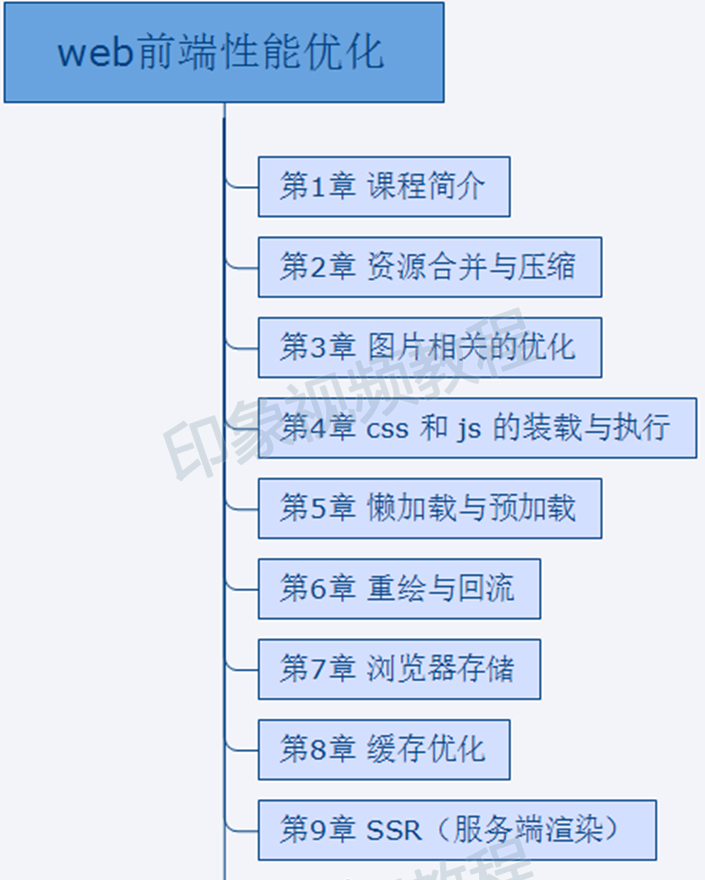 web前端性能优化
第1章 课程简介
第2章 资源合并与压缩
第3章 图片相关的优化
印象视频教程
第4章 css 和 js 的装载与执行
第5章 懒加载与预加载
第6章 重绘与回流
第7章 浏览器存储
第8章 缓存优化
第9章 SSR（服务端渲染）
教程